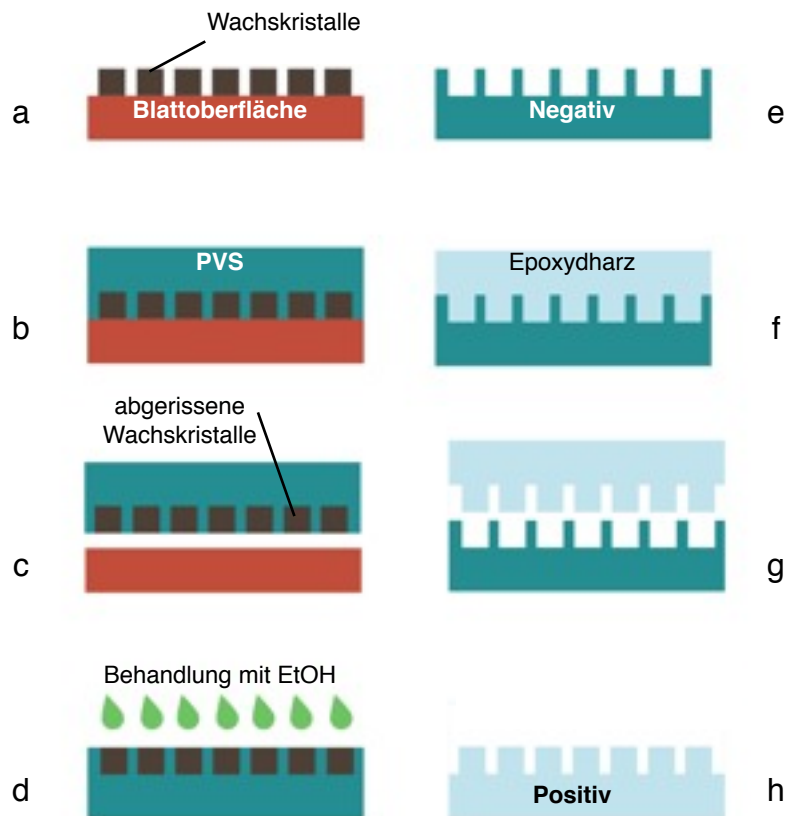 Wachskristalle
a
Blattoberfläche
Negativ
e
PVS
Epoxydharz
b
f
abgerissene
Wachskristalle
c
g
Behandlung mit EtOH
d
Positiv
h